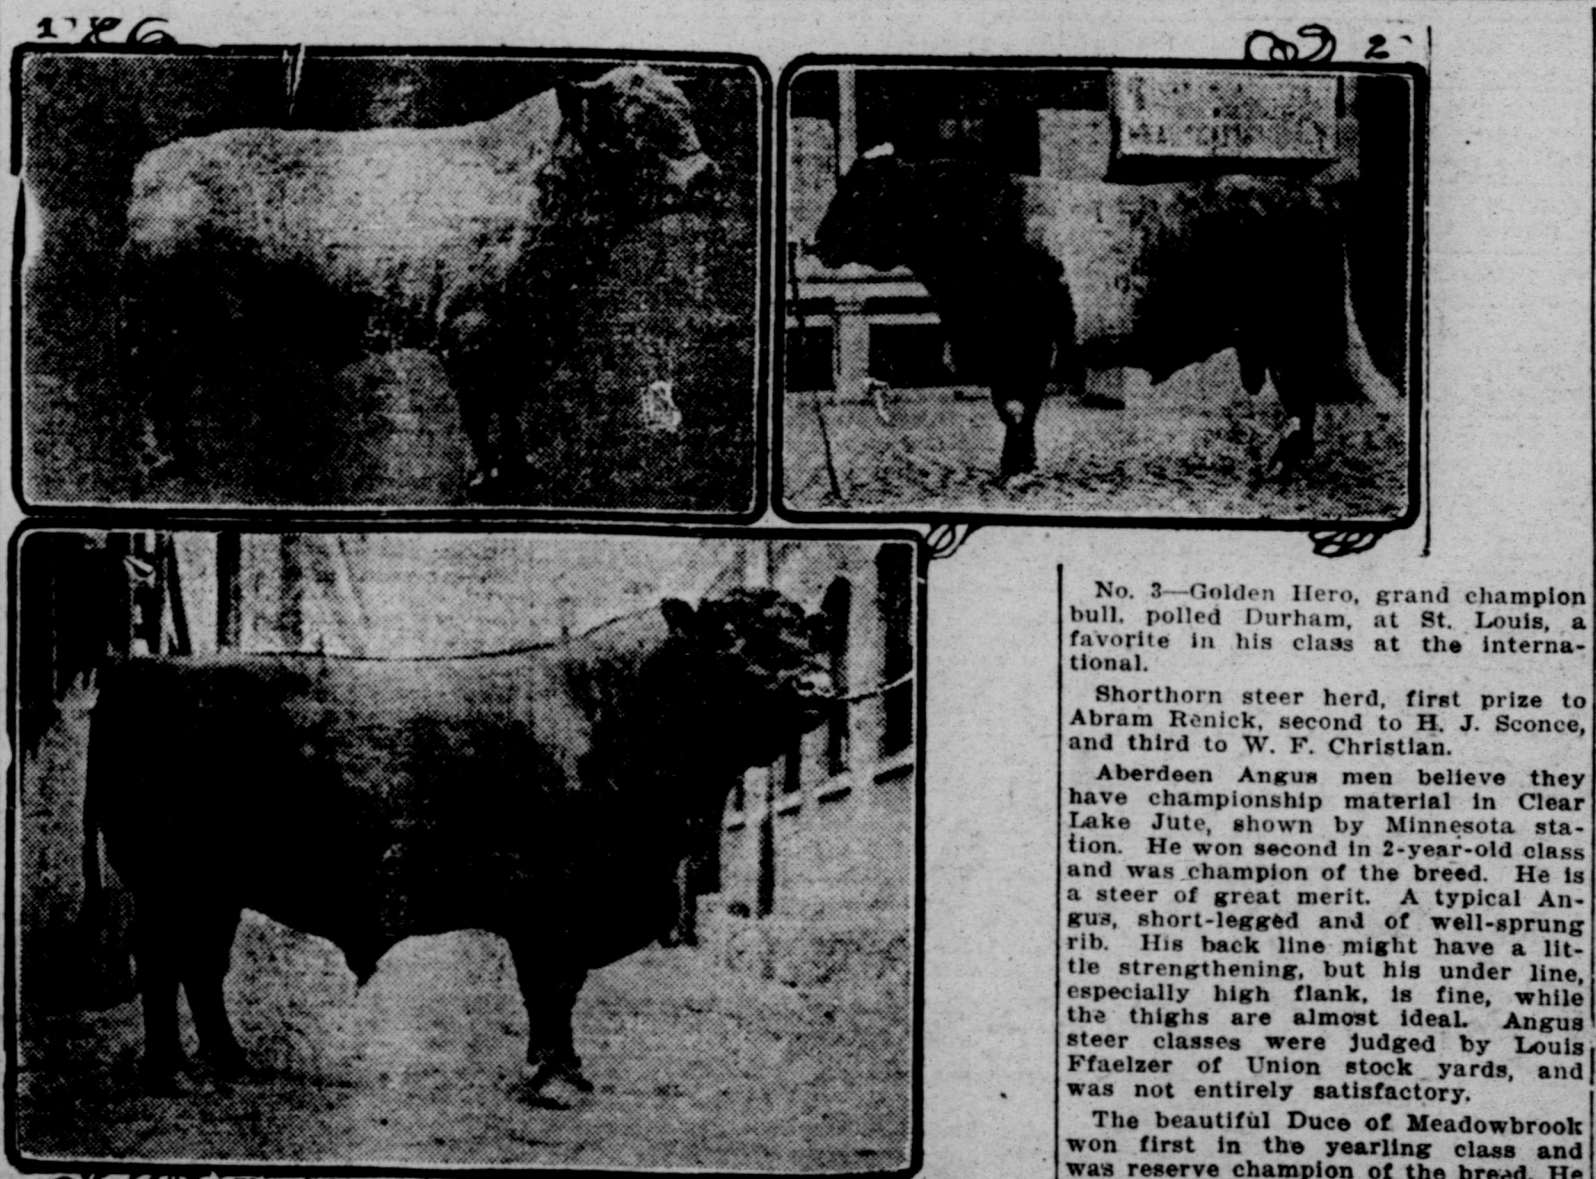 1
2
No. 3—Golden Hero, grand champion
bull, polled Durham, at St. Louis, a
favorite in his class at the interna-
tional.
Shorthorn steer herd, first prize to
Abram Renick, second to H. J. Sconce,
and third to W. F. Christian.
Aberdeen Angus men believe they
have championship material in Clear
Lake Jute, shown by Minnesota sta-
tion. He won second in 2-year-old class
and was champion of the breed. He is
a steer of great merit. A typical An-
gus, short-legged and of well-sprung
rib. His back line might have a lit-
tle strengthening, but his under line,
especially high flank, is fine, while
the thighs are almost ideal. Angus
steer classes were judged by Louis
Ffaelzer of Union stock yards, and
was not entirely satisfactory.
The beautiful Duce of Meadowbrook
won first in the yearling class and
was reserve champion of the breed. He